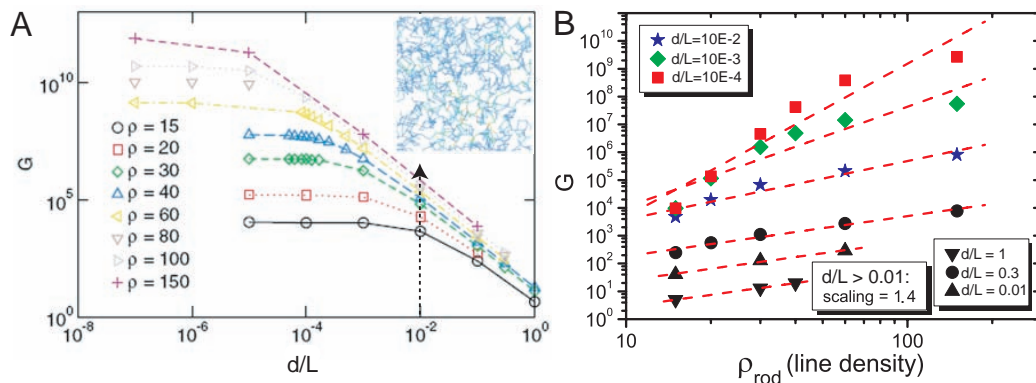 A
G
10^10
10^5
10^0
ρ = 15
ρ = 20
ρ = 30
ρ = 40
ρ = 60
ρ = 80
ρ = 100
ρ = 150
10^-8
10^-6
10^-4
10^-2
10^0
d/L
B
G
10^10
10^9
10^8
10^7
10^6
10^5
10^4
10^3
10^2
10^1
10^0
d/L=10E-2
d/L=10E-3
d/L=10E-4
d/L > 0.01:
scaling = 1.4
d/L = 1
d/L = 0.3
d/L = 0.01
10
100
ρ_rod (line density)